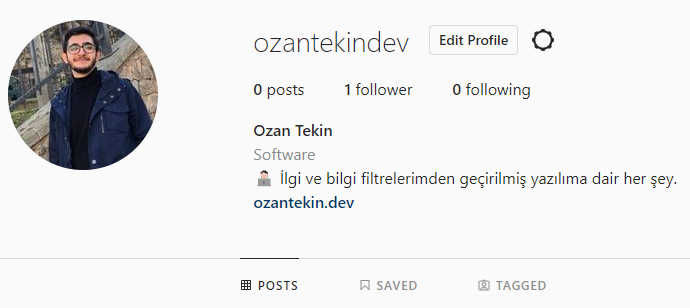 ozantekindev Edit Profile
0 posts 1 follower 0 following
Ozan Tekin
Software
İlgi ve bilgi filtrelerimden geçirilmiş yazılıma dair her şey.
ozantekin.dev
POSTS SAVED TAGGED